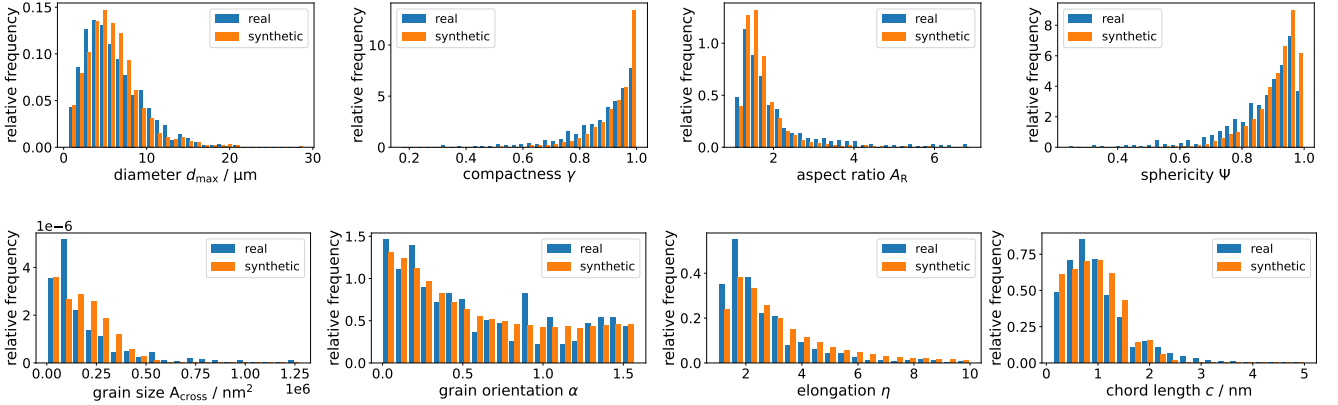 relative frequency
0.15
0.10
0.05
0.00
0 10 20 30
diameter d_max / µm
real
synthetic
relative frequency
10
5
0
0.2 0.4 0.6 0.8 1.0
compactness γ
real
synthetic
relative frequency
1.0
0.5
0.0
2 4 6
aspect ratio A_R
real
synthetic
relative frequency
8
6
4
2
0
0.4 0.6 0.8 1.0
sphericity Ψ
real
synthetic
1e−6
relative frequency
4
2
0
0.00 0.25 0.50 0.75 1.00 1.25
1e6
grain size A_cross / nm²
real
synthetic
relative frequency
1.5
1.0
0.5
0.0
0.0 0.5 1.0 1.5
grain orientation α
real
synthetic
relative frequency
0.4
0.2
0.0
2 4 6 8 10
elongation η
real
synthetic
relative frequency
0.75
0.50
0.25
0.00
0 1 2 3 4 5
chord length c / nm
real
synthetic